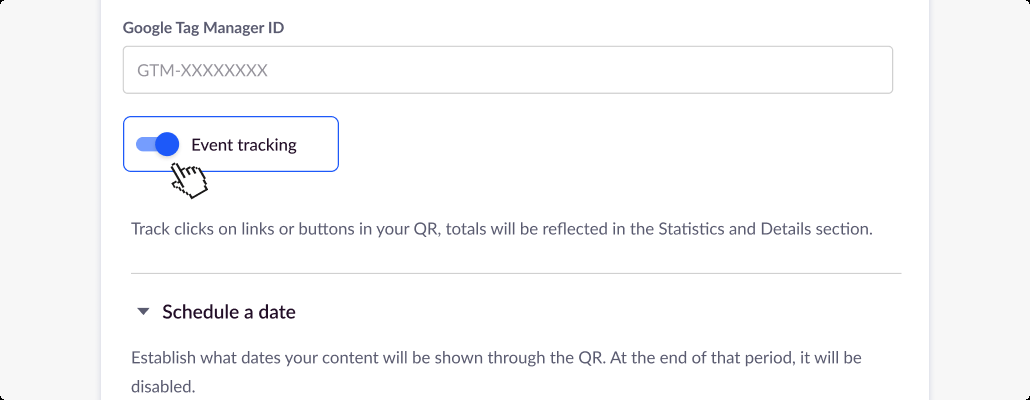 Google Tag Manager ID
GTM-XXXXXXXX
Event tracking
Track clicks on links or buttons in your QR, totals will be reflected in the Statistics and Details section.
Schedule a date
Establish what dates your content will be shown through the QR. At the end of that period, it will be
disabled.